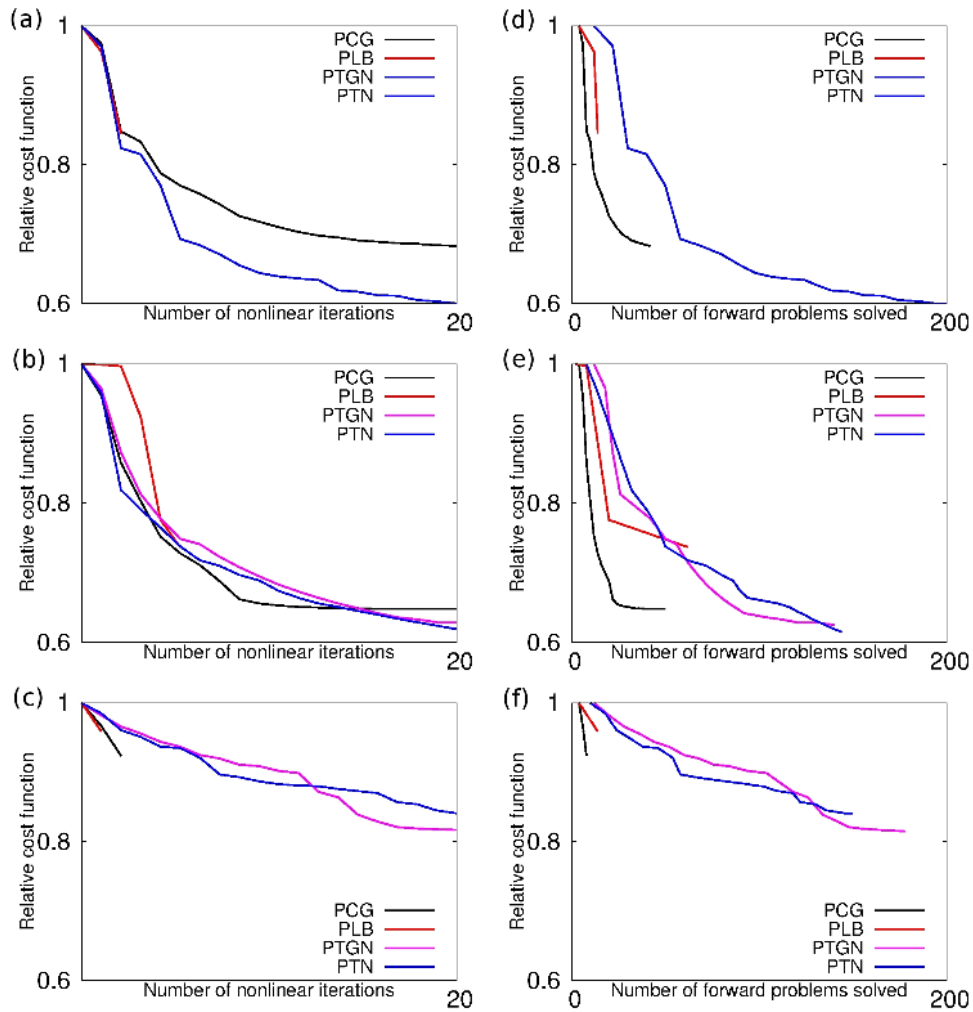 (a)
1
0.8
0.6
Relative cost function
PCG
PLB
PTGN
PTN
Number of nonlinear iterations
20
(d)
1
0.8
0.6
Relative cost function
PCG
PLB
PTGN
PTN
0
Number of forward problems solved
200
(b)
1
0.8
0.6
Relative cost function
PCG
PLB
PTGN
PTN
Number of nonlinear iterations
20
(e)
1
0.8
0.6
Relative cost function
PCG
PLB
PTGN
PTN
0
Number of forward problems solved
200
(c)
1
0.8
0.6
Relative cost function
PCG
PLB
PTGN
PTN
Number of nonlinear iterations
20
(f)
1
0.8
0.6
Relative cost function
PCG
PLB
PTGN
PTN
0
Number of forward problems solved
200